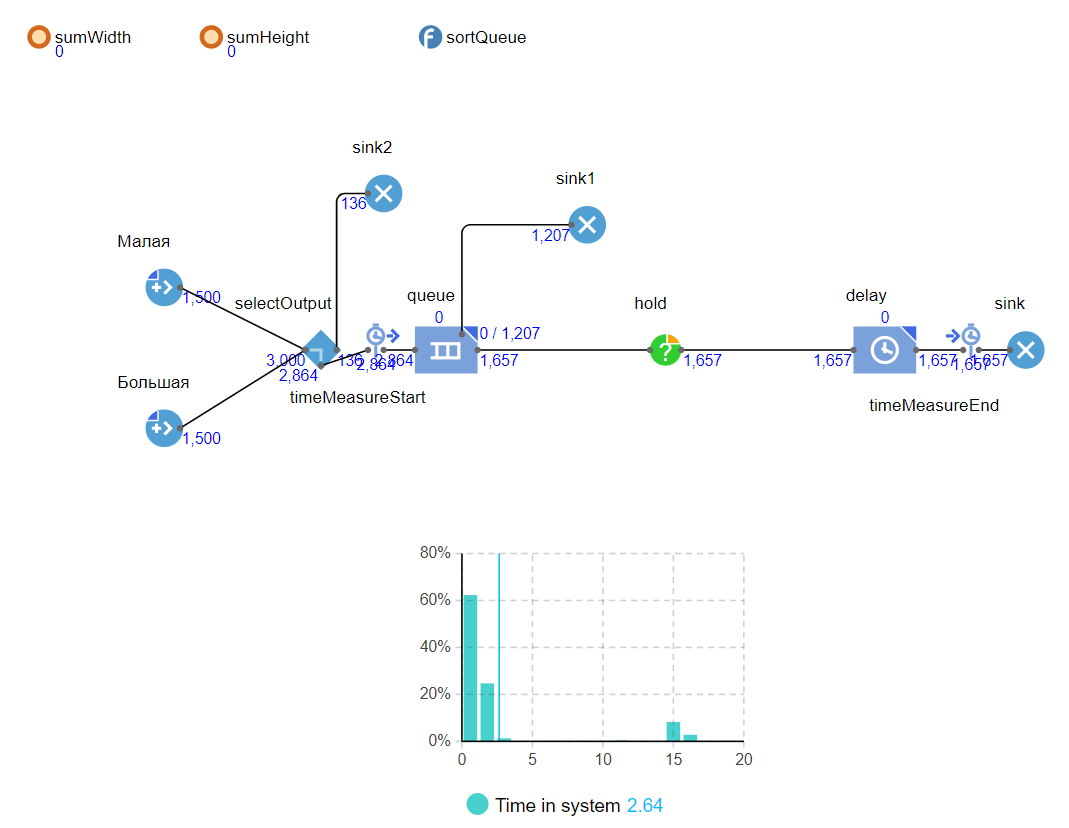 sumWidth
0
sumHeight
0
sortQueue
sink2
136
sink1
1,207
Малая
1,500
selectOutput
queue
0
0 / 1,207
hold
delay
0
sink
3,000
136
2,864
2,864
2,864
1,657
1,657
1,657
1,657
1,657
1,657
timeMeasureStart
timeMeasureEnd
Большая
1,500
80%
60%
40%
20%
0%
0
5
10
15
20
Time in system 2.64